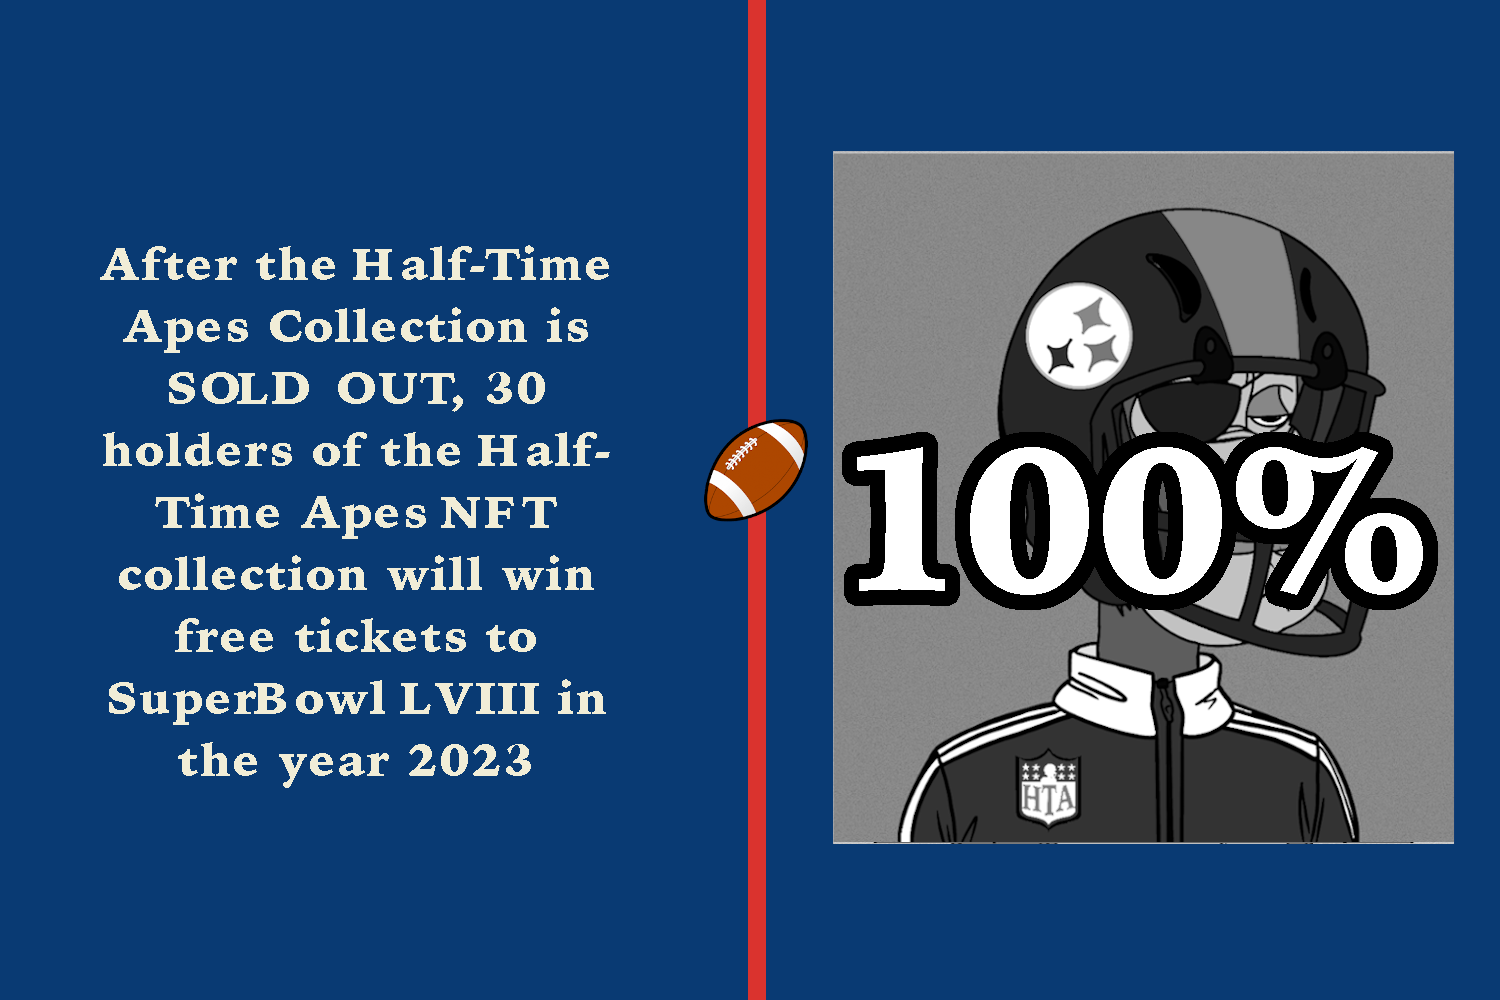 After the Half-Time
Apes Collection is
SOLD OUT, 30
holders of the Half-
Time Apes NFT
collection will win
free tickets to
SuperBowl LVIII in
the year 2023
100%
HTA